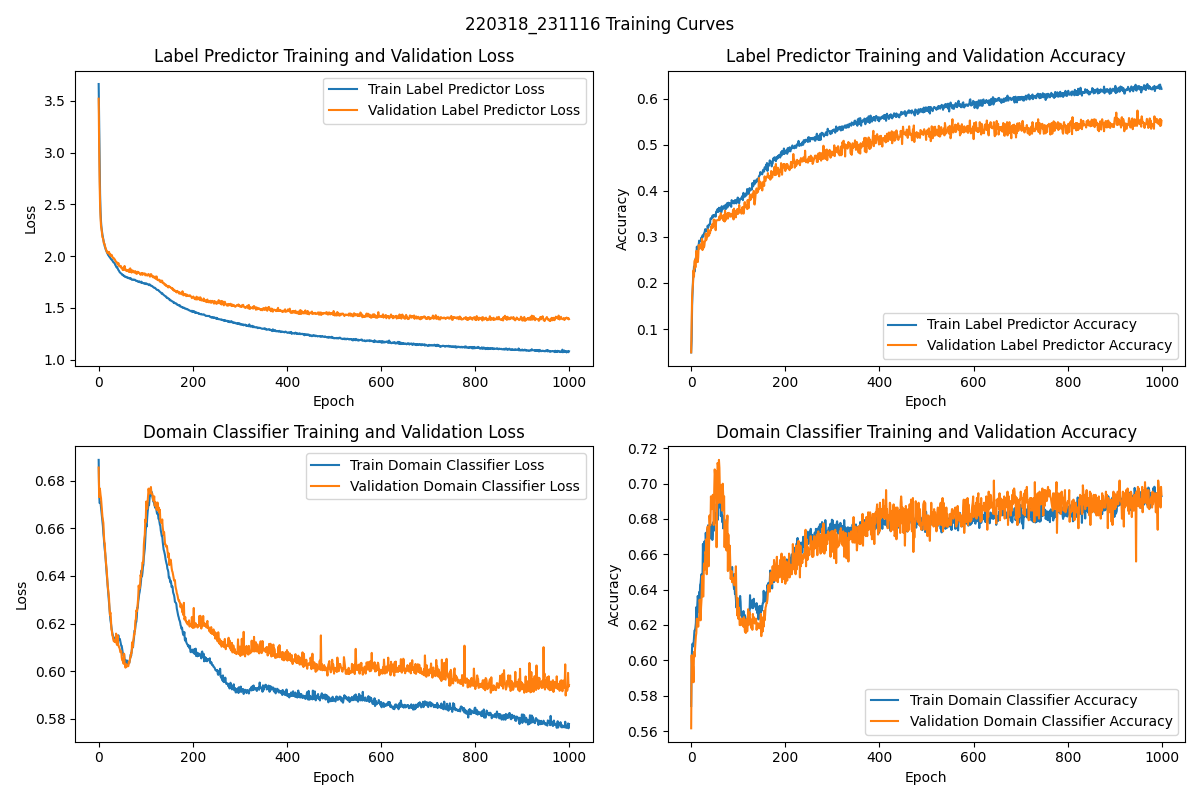 220318_231116 Training Curves
Label Predictor Training and Validation Loss
Train Label Predictor Loss
Validation Label Predictor Loss
3.5
3.0
2.5
2.0
1.5
1.0
Loss
0 200 400 600 800 1000
Epoch
Label Predictor Training and Validation Accuracy
0.6
0.5
0.4
0.3
0.2
0.1
Accuracy
Train Label Predictor Accuracy
Validation Label Predictor Accuracy
0 200 400 600 800 1000
Epoch
Domain Classifier Training and Validation Loss
Train Domain Classifier Loss
Validation Domain Classifier Loss
0.68
0.66
0.64
0.62
0.60
0.58
Loss
0 200 400 600 800 1000
Epoch
Domain Classifier Training and Validation Accuracy
0.72
0.70
0.68
0.66
0.64
0.62
0.60
0.58
0.56
Accuracy
Train Domain Classifier Accuracy
Validation Domain Classifier Accuracy
0 200 400 600 800 1000
Epoch